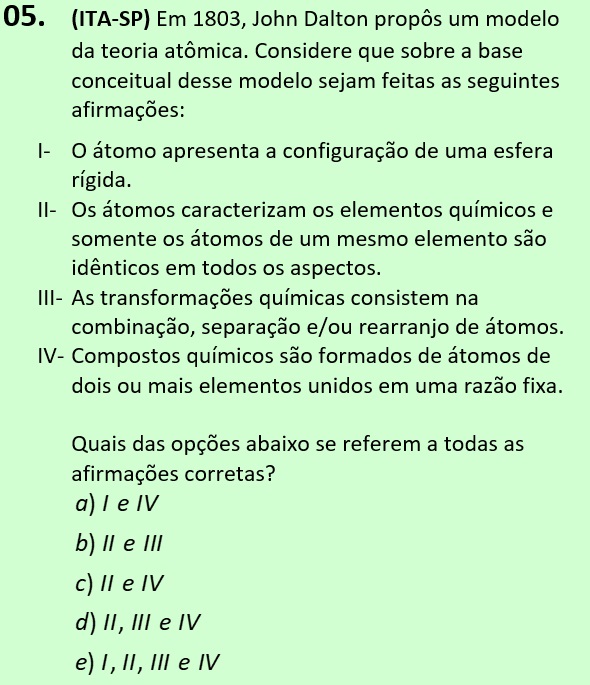 05. (ITA-SP) Em 1803, John Dalton propôs um modelo
da teoria atômica. Considere que sobre a base
conceitual desse modelo sejam feitas as seguintes
afirmações:
I- O átomo apresenta a configuração de uma esfera
rígida.
II- Os átomos caracterizam os elementos químicos e
somente os átomos de um mesmo elemento são
idênticos em todos os aspectos.
III- As transformações químicas consistem na
combinação, separação e/ou rearranjo de átomos.
IV- Compostos químicos são formados de átomos de
dois ou mais elementos unidos em uma razão fixa.
Quais das opções abaixo se referem a todas as
afirmações corretas?
a) I e IV
b) II e III
c) II e IV
d) II, III e IV
e) I, II, III e IV